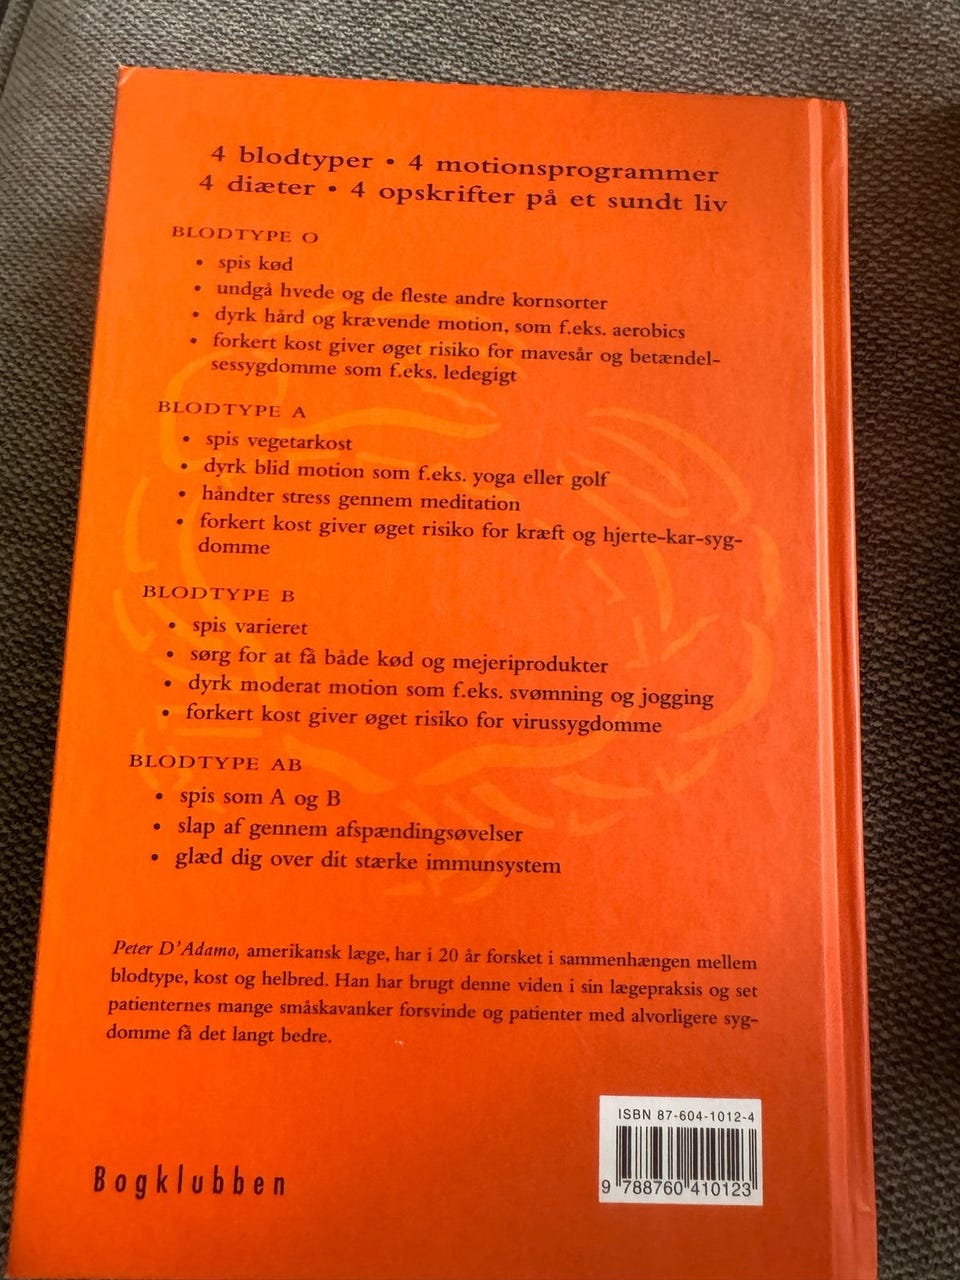 4 blodtyper • 4 motionsprogrammer
4 diæter • 4 opskrifter på et sundt liv
BLODTYPE O
• spis kød
• undgå hvede og de fleste andre kornsorter
• dyrk hård og krævende motion, som f.eks. aerobics
• forkert kost giver øget risiko for mavesår og betændel-
sessygdomme som f.eks. ledegigt
BLODTYPE A
• spis vegetarkost
• dyrk blid motion som f.eks. yoga eller golf
• håndter stress gennem meditation
• forkert kost giver øget risiko for kræft og hjerte-kar-syg-
domme
BLODTYPE B
• spis varieret
• sørg for at få både kød og mejeriprodukter
• dyrk moderat motion som f.eks. svømning og jogging
• forkert kost giver øget risiko for virussygdomme
BLODTYPE AB
• spis som A og B
• slap af gennem afspændingsøvelser
• glæd dig over dit stærke immunsystem
Peter D'Adamo, amerikansk læge, har i 20 år forsket i sammenhængen mellem
blodtype, kost og helbred. Han har brugt denne viden i sin lægepraksis og set
patienternes mange småskavanker forsvinde og patienter med alvorligere syg-
domme få det langt bedre.
ISBN 87-604-1012-4
9 788760 410123
Bogklubben